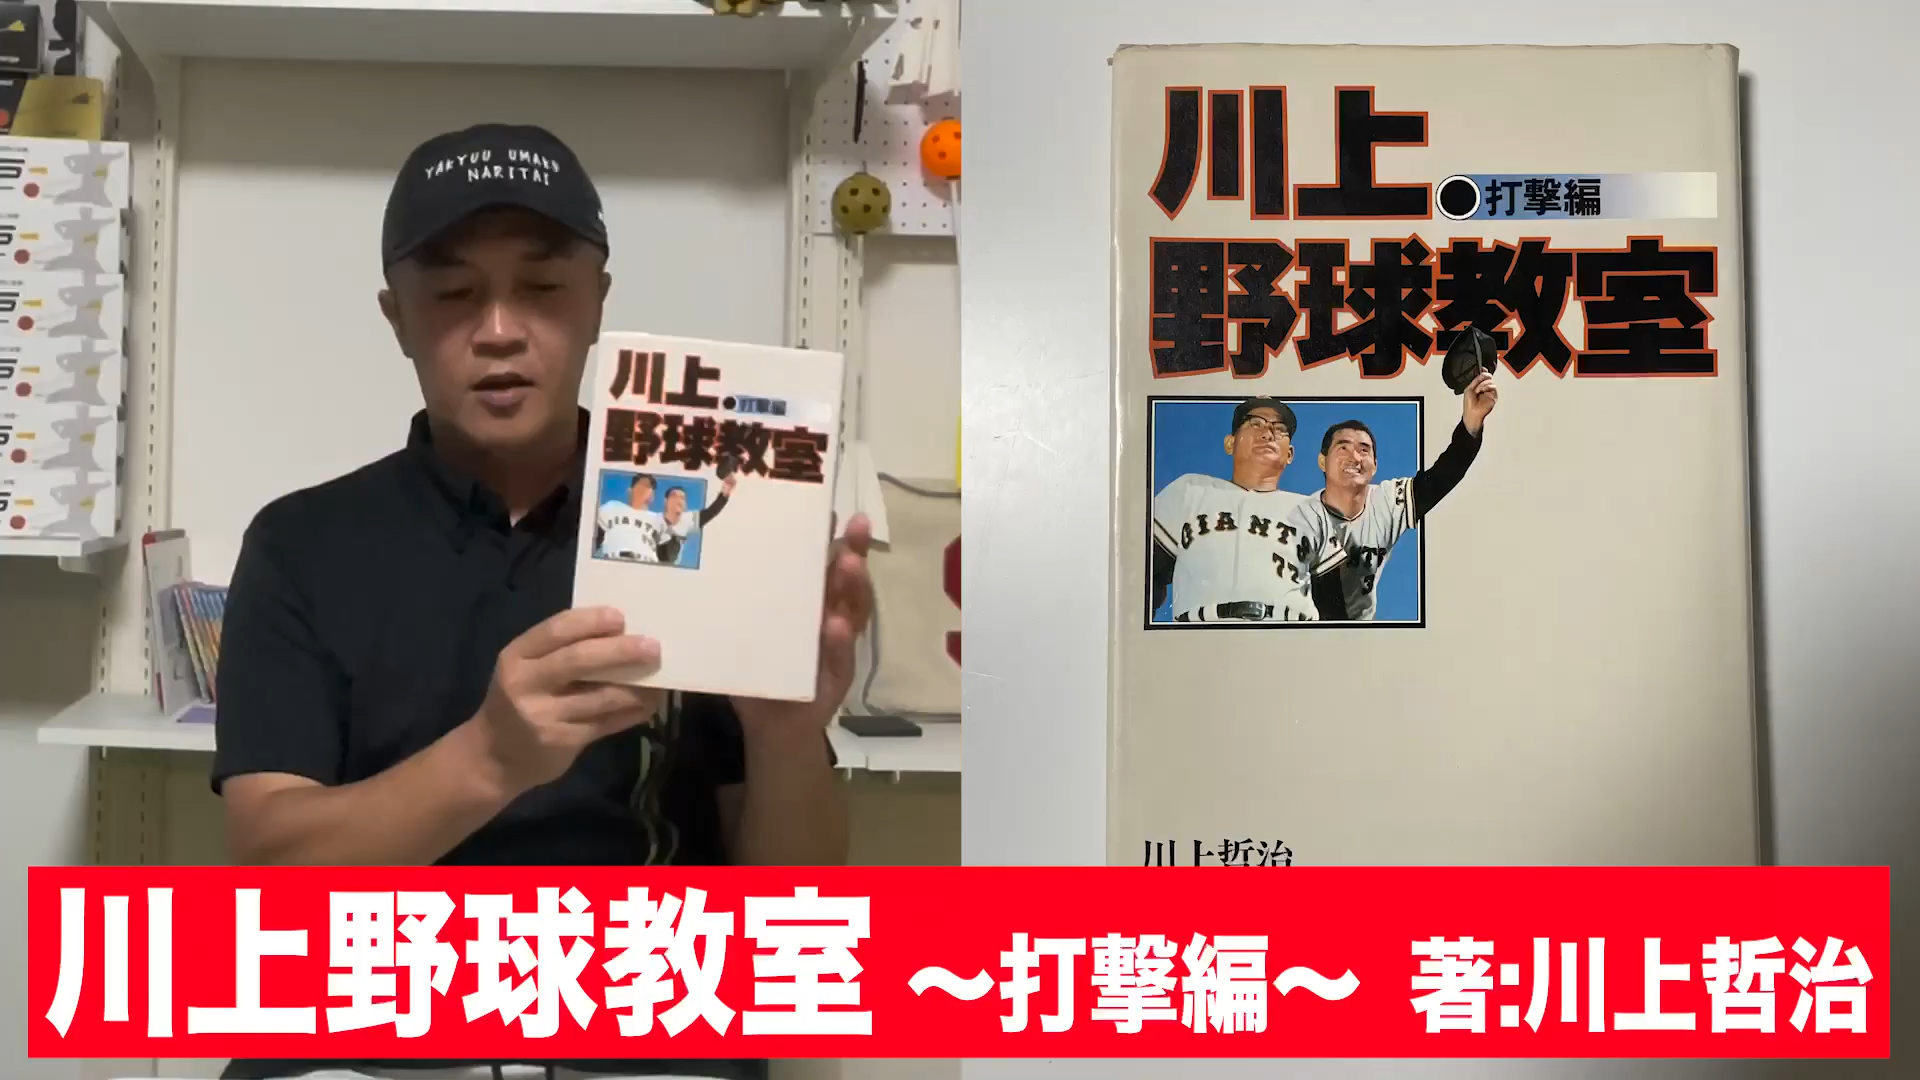 YAKYUU UMAKU
NARITAI
川上●打撃編
野球教室
GIANTS
77
川上●打撃編
野球教室
GIANTS
77
3
川上哲治
川上野球教室 〜打撃編〜 著:川上哲治